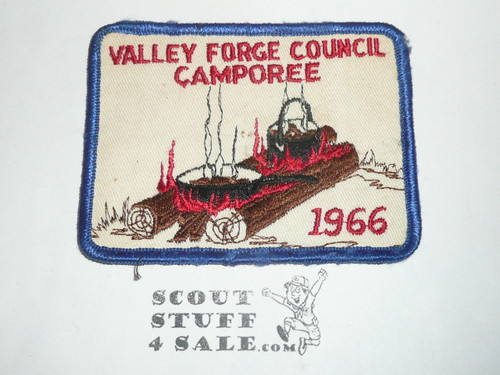 VALLEY FORGE COUNCIL
CAMPOREE
1966
SCOUT
STUFF
4 SALE.COM